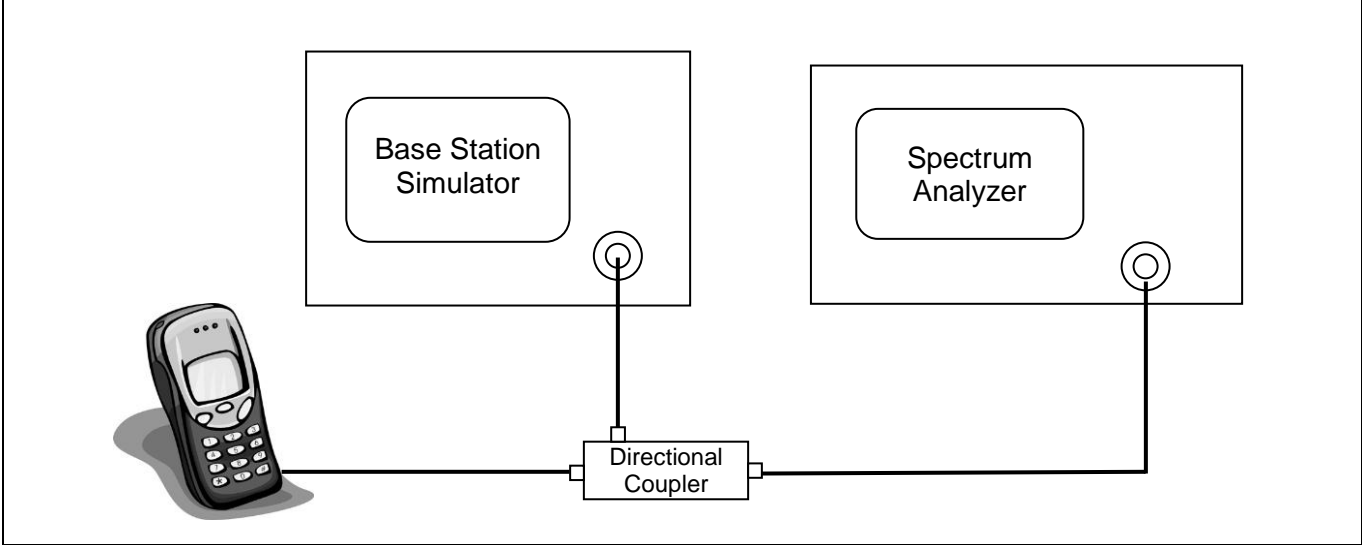 Base Station
Simulator
Spectrum
Analyzer
Directional
Coupler